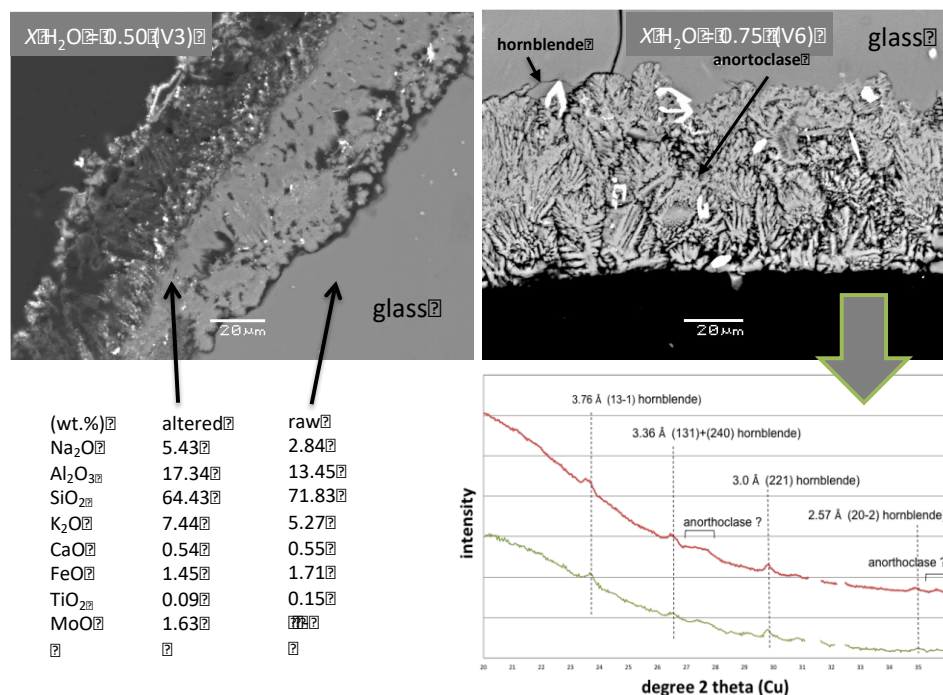 X H₂O = 0.50 (V3)
glass
20μm
X H₂O = 0.75 (V6)
hornblende
anortoclase
glass
20μm
(wt.%) altered raw
Na₂O 5.43 2.84
Al₂O₃ 17.34 13.45
SiO₂ 64.43 71.83
K₂O 7.44 5.27
CaO 0.54 0.55
FeO 1.45 1.71
TiO₂ 0.09 0.15
MoO 1.63
3.76 Å (13-1) hornblende)
3.36 Å (131)+(240) hornblende)
3.0 Å (221) hornblende)
2.57 Å (20-2) hornblende
anorthoclase ?
anorthoclase ?
intensity
20 21 22 23 24 25 26 27 28 29 30 31 32 33 34 35
degree 2 theta (Cu)